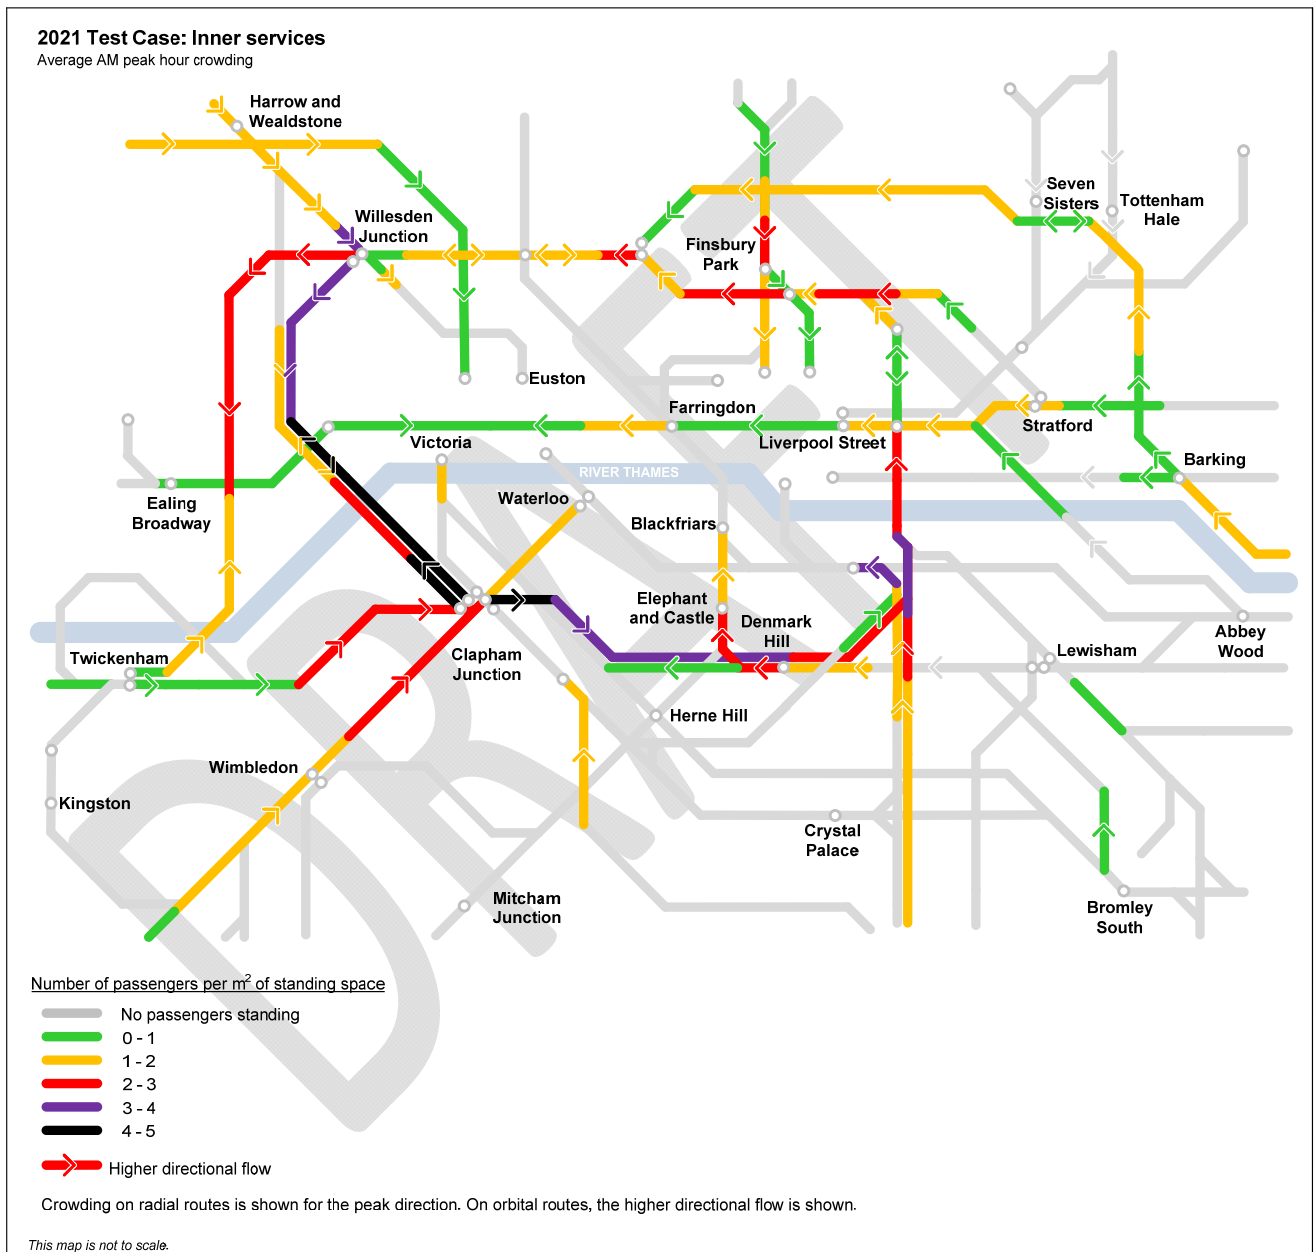 2021 Test Case: Inner services
Average AM peak hour crowding
Harrow and
Wealdstone
Willesden
Junction
Finsbury
Park
Seven
Sisters
Tottenham
Hale
Euston
Farringdon
Victoria
Liverpool Street
Stratford
Barking
RIVER THAMES
Ealing
Broadway
Waterloo
Blackfriars
Elephant
and Castle
Denmark
Hill
Abbey
Wood
Twickenham
Clapham
Junction
Lewisham
Herne Hill
Wimbledon
Kingston
Crystal
Palace
Mitcham
Junction
Bromley
South
Number of passengers per m² of standing space
No passengers standing
0 - 1
1 - 2
2 - 3
3 - 4
4 - 5
Higher directional flow
Crowding on radial routes is shown for the peak direction. On orbital routes, the higher directional flow is shown.
This map is not to scale.